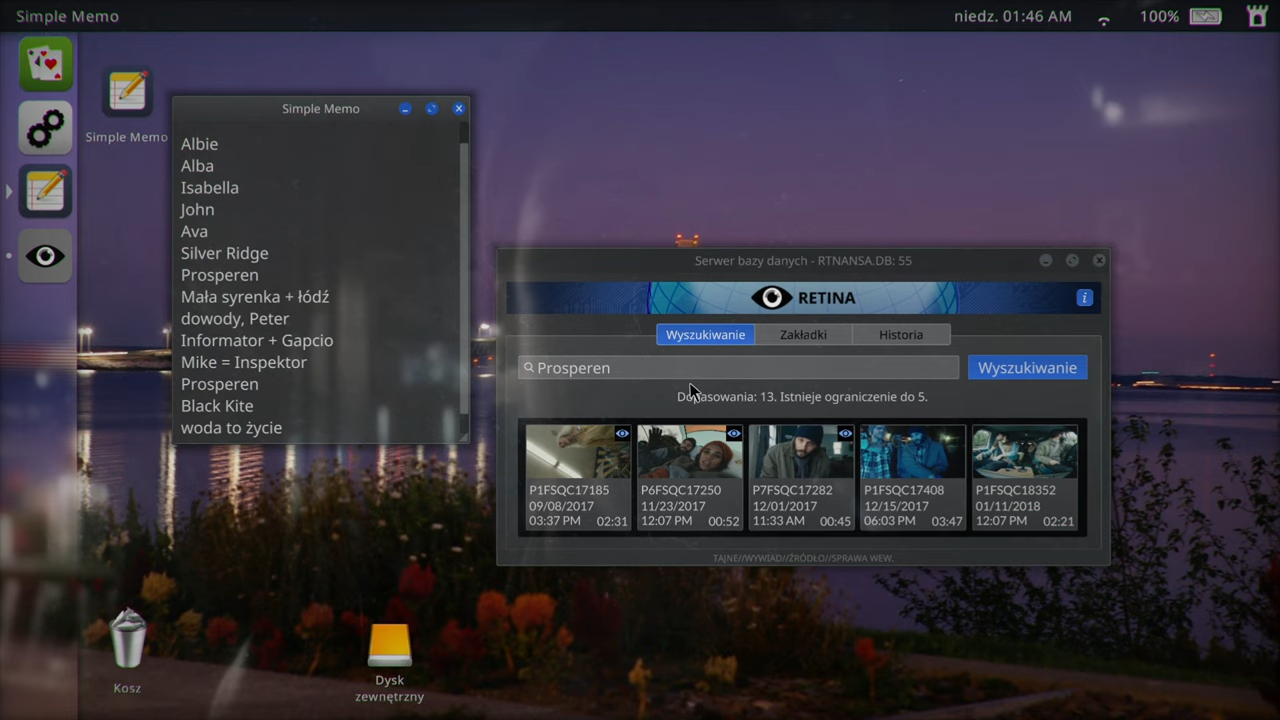 Simple Memo
niedz. 01:46 AM
100%
Simple Memo
Simple Memo
Albie
Alba
Isabella
John
Ava
Silver Ridge
Prosperen
Mała syrenka + łódź
dowody, Peter
Informator + Gapcio
Mike = Inspektor
Prosperen
Black Kite
woda to życie
Serwer bazy danych - RTNANSA.DB: 55
RETINA
Wyszukiwanie Zakładki Historia
Prosperen
Wyszukiwanie
Dopasowania: 13. Istnieje ograniczenie do 5.
P1FSQC17185
09/08/2017
03:37 PM 02:31
P6FSQC17250
11/23/2017
12:07 PM 00:52
P7FSQC17282
12/01/2017
11:33 AM 00:45
P1FSQC17408
12/15/2017
06:03 PM 03:47
P1FSQC18352
01/11/2018
12:07 PM 02:21
TAJNE//WYWIAD//ŹRÓDŁO//SPRAWA WEW.
Kosz
Dysk
zewnętrzny